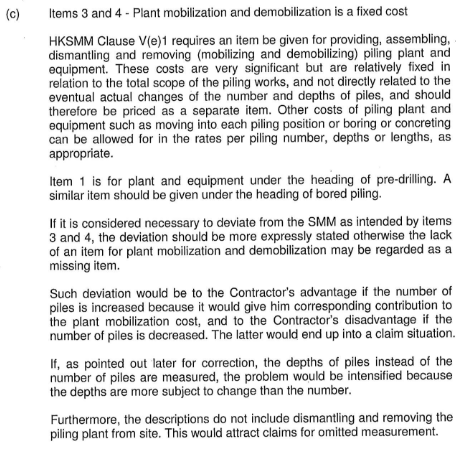 (c) Items 3 and 4 - Plant mobilization and demobilization is a fixed cost
HKSMM Clause V(e)1 requires an item be given for providing, assembling,
dismantling and removing (mobilizing and demobilizing) piling plant and
equipment. These costs are very significant but are relatively fixed in
relation to the total scope of the piling works, and not directly related to the
eventual actual changes of the number and depths of piles, and should
therefore be priced as a separate item. Other costs of piling plant and
equipment such as moving into each piling position or boring or concreting
can be allowed for in the rates per piling number, depths or lengths, as
appropriate.
Item 1 is for plant and equipment under the heading of pre-drilling. A
similar item should be given under the heading of bored piling.
If it is considered necessary to deviate from the SMM as intended by items
3 and 4, the deviation should be more expressly stated otherwise the lack
of an item for plant mobilization and demobilization may be regarded as a
missing item.
Such deviation would be to the Contractor's advantage if the number of
piles is increased because it would give him corresponding contribution to
the plant mobilization cost, and to the Contractor's disadvantage if the
number of piles is decreased. The latter would end up into a claim situation.
If, as pointed out later for correction, the depths of piles instead of the
number of piles are measured, the problem would be intensified because
the depths are more subject to change than the number.
Furthermore, the descriptions do not include dismantling and removing the
piling plant from site. This would attract claims for omitted measurement.